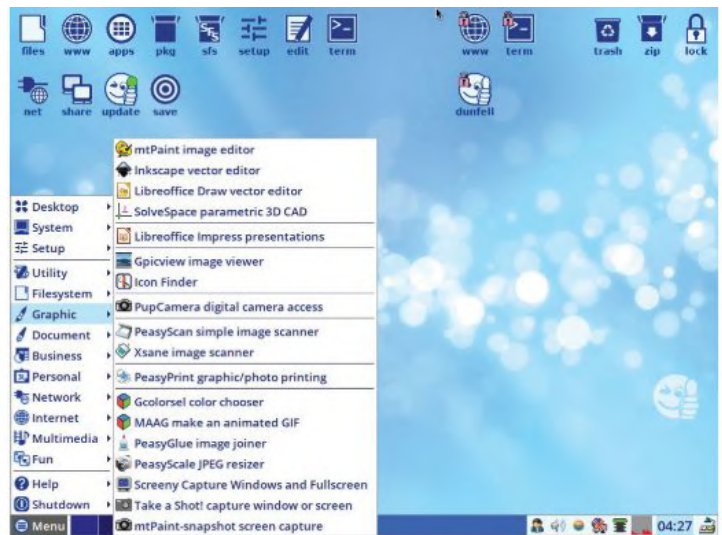 files www apps pkg sfs setup edit term www term trash zip lock
net share update save dunfell
mtPaint image editor
Inkscape vector editor
Libreoffice Draw vector editor
SolveSpace parametric 3D CAD
Libreoffice Impress presentations
Gpicview image viewer
Icon Finder
PupCamera digital camera access
PeasyScan simple image scanner
Xsane image scanner
PeasyPrint graphic/photo printing
Gcolorsel color chooser
MAAG make an animated GIF
PeasyGlue image joiner
PeasyScale JPEG resizer
Screeny Capture Windows and Fullscreen
Take a Shot! capture window or screen
mtPaint-snapshot screen capture
Desktop
System
Setup
Utility
Filesystem
Graphic
Document
Business
Personal
Network
Internet
Multimedia
Fun
Help
Shutdown
Menu
04:27